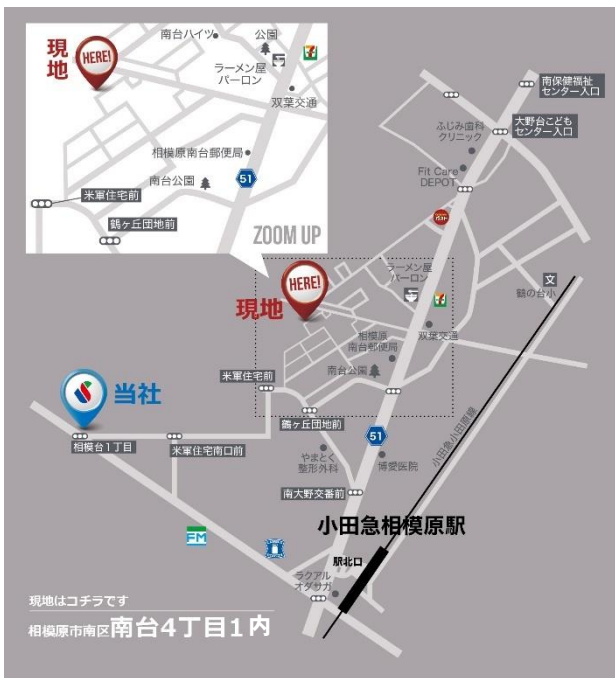 南台ハイツ
公園
現地
HERE!
ラーメン屋
パーロン
双葉交通
相模原南台郵便局
南台公園
51
米軍住宅前
鶴ヶ丘団地前
ZOOM UP
南保健福祉
センター入口
大野台こども
センター入口
ふじみ歯科
クリニック
Fit Care
DEPOT
HERE!
現地
ラーメン屋
パーロン
文
鶴の台小
双葉交通
相模原
南台郵便局
南台公園
米軍住宅前
当社
鶴ヶ丘団地前
相模台1丁目
米軍住宅南口前
51
小田急小田原線
やまとく
整形外科
博愛医院
南大野交番前
小田急相模原駅
FM
駅北口
ラクアル
オダサガ
現地はコチラです
相模原市南区南台4丁目1内